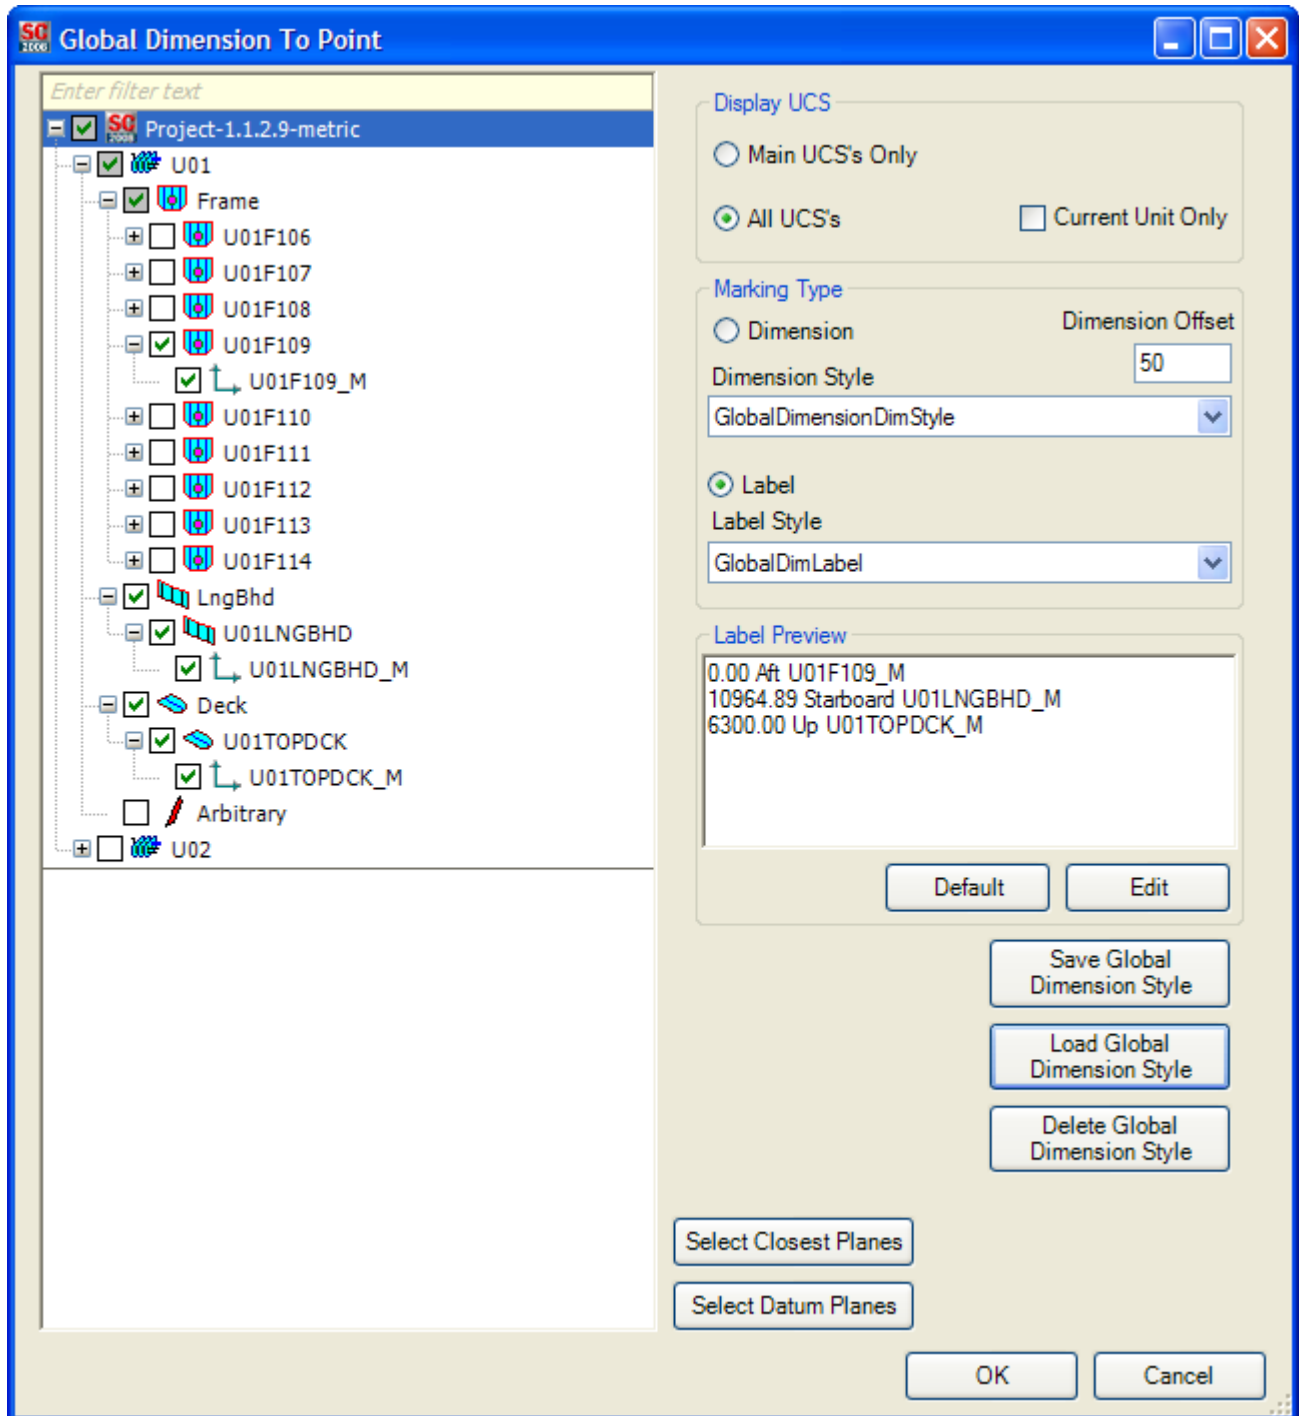 Global Dimension To Point
Enter filter text
Project-1.1.2.9-metric
U01
Frame
U01F106
U01F107
U01F108
U01F109
U01F109_M
U01F110
U01F111
U01F112
U01F113
U01F114
LngBhd
U01LNGBHD
U01LNGBHD_M
Deck
U01TOPDCK
U01TOPDCK_M
Arbitrary
U02
Display UCS
Main UCS's Only
All UCS's
Current Unit Only
Marking Type
Dimension
Dimension Offset
50
Dimension Style
GlobalDimensionDimStyle
Label
Label Style
GlobalDimLabel
Label Preview
0.00 Aft U01F109_M
10964.89 Starboard U01LNGBHD_M
6300.00 Up U01TOPDCK_M
Default
Edit
Save Global
Dimension Style
Load Global
Dimension Style
Delete Global
Dimension Style
Select Closest Planes
Select Datum Planes
OK
Cancel